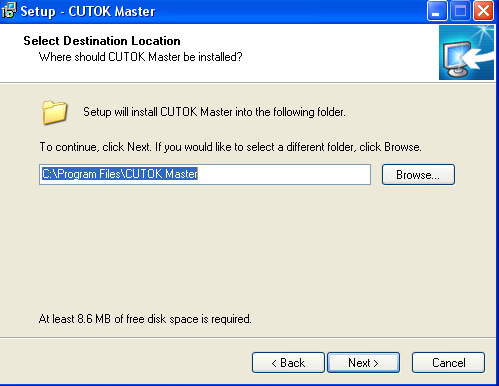 Setup - CUTOK Master
Select Destination Location
Where should CUTOK Master be installed?
Setup will install CUTOK Master into the following folder.
To continue, click Next. If you would like to select a different folder, click Browse.
C:\Program Files\CUTOK Master
Browse...
At least 8.6 MB of free disk space is required.
< Back
Next >
Cancel